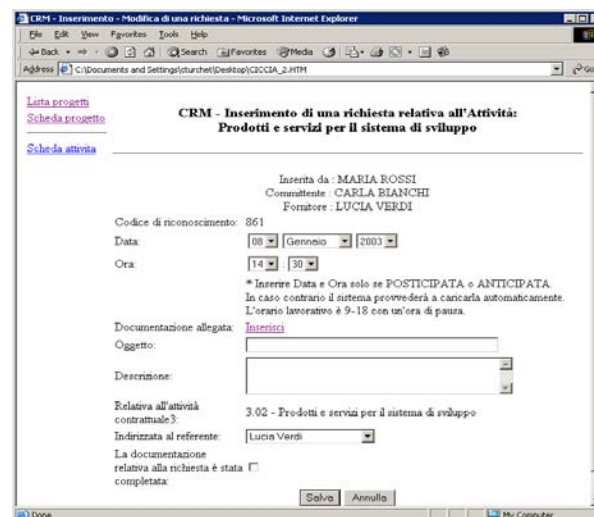 CRM - Inserimento - Modifica di una richiesta - Microsoft Internet Explorer
File Edit View Favorites Tools Help
Back Search Favorites Media
Address C:\Documents and Settings\cturchet\Desktop\CICCIA_2.HTM Go
Lista progetti
Scheda progetto
Scheda attivita
CRM - Inserimento di una richiesta relativa all'Attività:
Prodotti e servizi per il sistema di sviluppo
Inserita da : MARIA ROSSI
Committente : CARLA BIANCHI
Fornitore : LUCIA VERDI
Codice di riconoscimento: 861
Data: 08 Gennaio 2003
Ora: 14 : 30
* Inserire Data e Ora solo se POSTICIPATA o ANTICIPATA.
In caso contrario il sistema provvederà a caricarla automaticamente.
L'orario lavorativo è 9-18 con un'ora di pausa.
Documentazione allegata: Inserisci
Oggetto:
Descrizione:
Relativa all'attività
contrattuale3: 3.02 - Prodotti e servizi per il sistema di sviluppo
Indirizzata al referente: Lucia Verdi
La documentazione
relativa alla richiesta è stata
completata:
Salva Annulla
Done My Computer